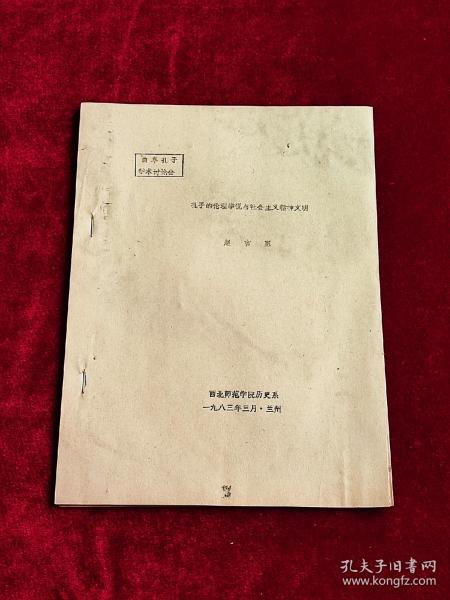 曲阜孔子
学术讨论会
孔子的伦理学说与社会主义精神文明
赵吉惠
西北师范学院历史系
一九八三年三月·兰州
孔夫子旧书网
www.kongfz.com